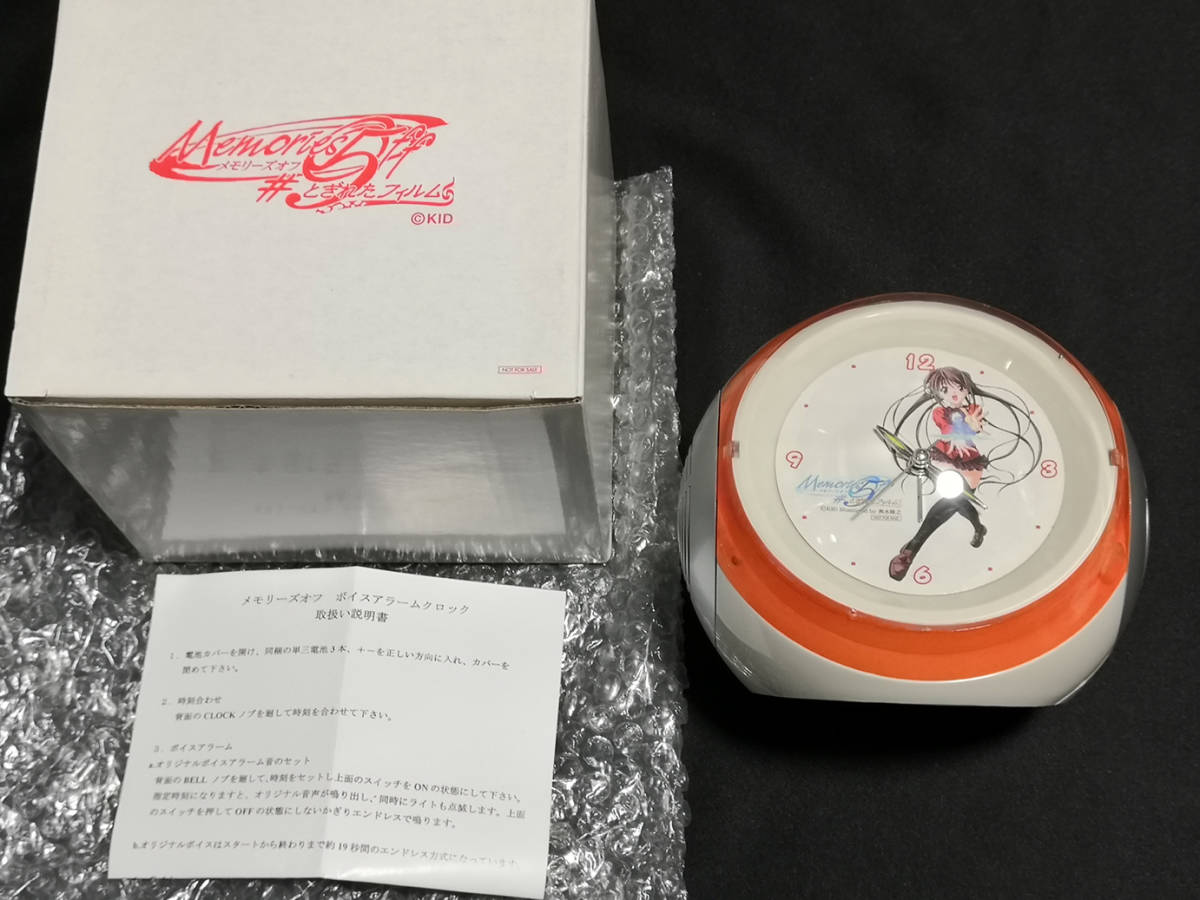 Memories Off 5
メモリーズオフ
#とぎれたフィルム
©KID
NOT FOR SALE
12
3
6
9
Memories Off 5
©KID Illustrated by
NOT FOR SALE
メモリーズオフ ボイスアラームクロック
取扱い説明書
1．電池カバーを開け、同梱の単三電池3本、+－を正しい方向に入れ、カバーを
閉めて下さい。
2．時刻合わせ
背面のCLOCKノブを廻して時刻を合わせて下さい。
3．ボイスアラーム
a.オリジナルボイスアラーム音のセット
背面のBELLノブを廻して、時刻をセットし上面のスイッチをONの状態にして下さい。
指定時刻になりますと、オリジナル音声が鳴り出し、同時にライトも点滅します。上面
のスイッチを押してOFFの状態にしないかぎりエンドレスで鳴ります。
b.オリジナルボイスはスタートから終わりまで約19秒間のエンドレス方式になっています